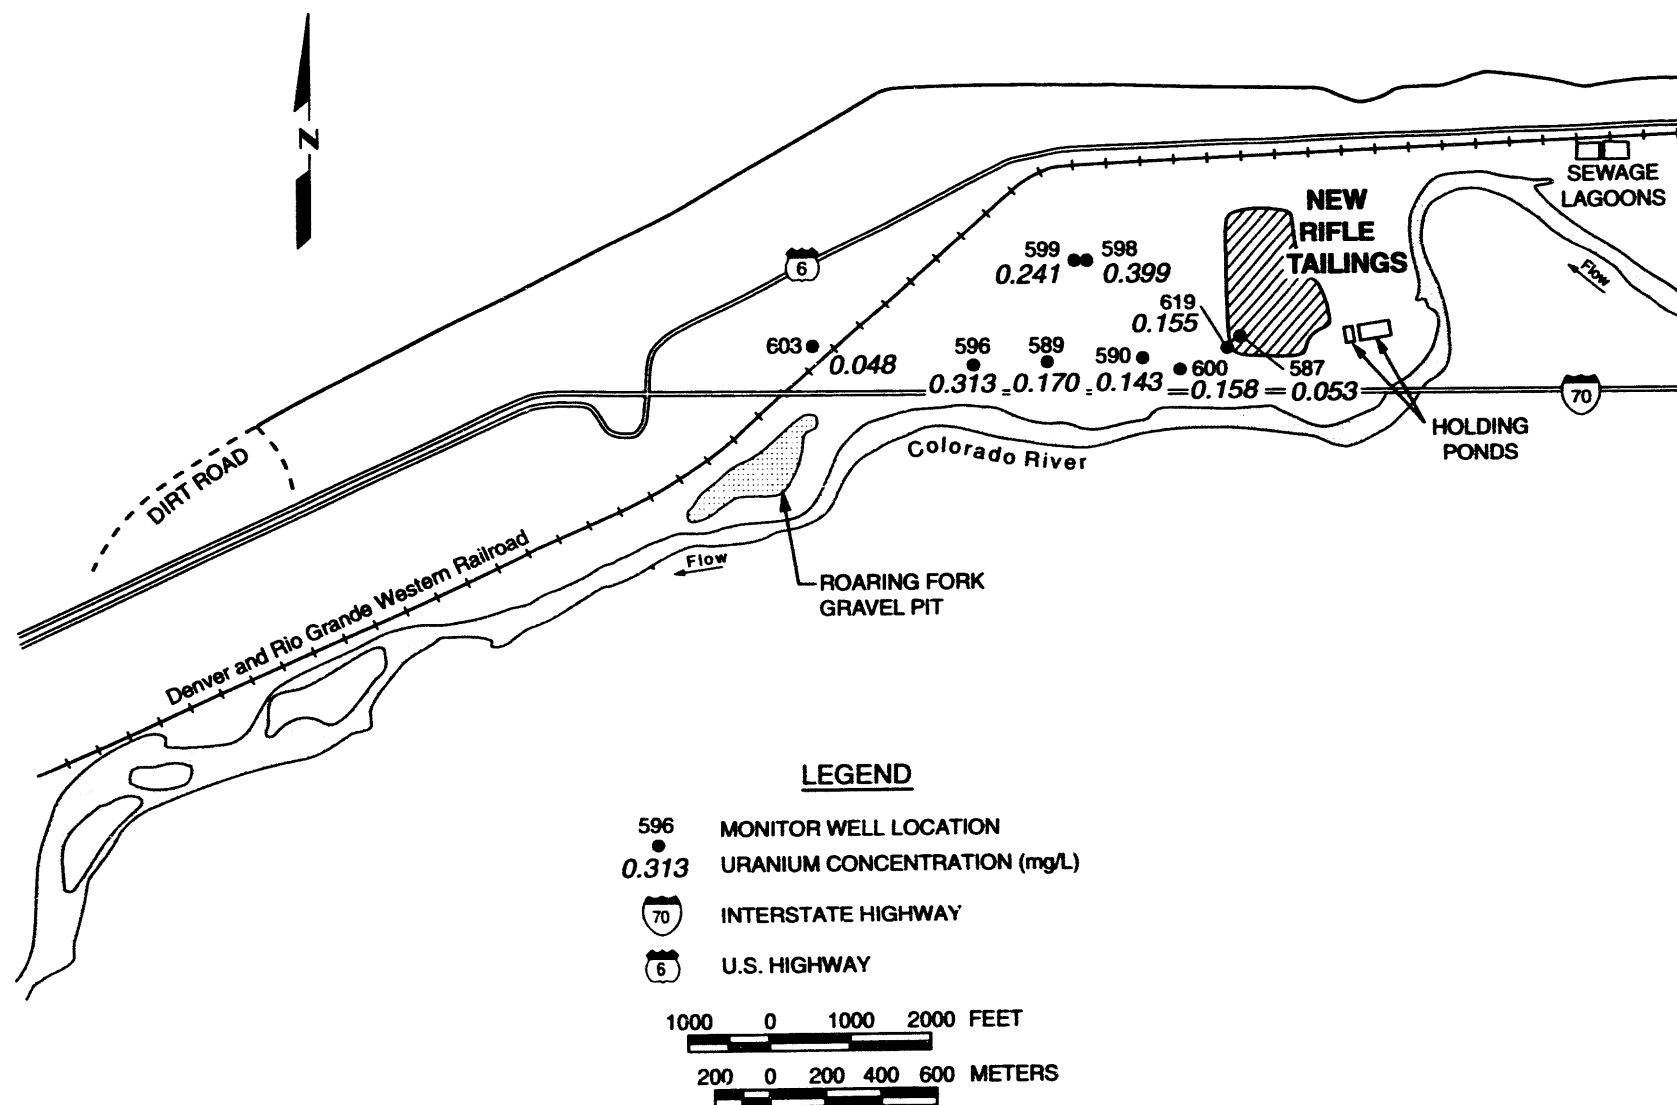 N
SEWAGE
LAGOONS
NEW
RIFLE
TAILINGS
Flow
6
599
598
0.241
0.399
619
0.155
603
0.048
596
589
590
600
587
0.313
0.170
0.143
0.158
0.053
70
HOLDING
PONDS
Colorado River
DIRT ROAD
Flow
Denver and Rio Grande Western Railroad
ROARING FORK
GRAVEL PIT
LEGEND
596
MONITOR WELL LOCATION
0.313
URANIUM CONCENTRATION (mg/L)
70
INTERSTATE HIGHWAY
6
U.S. HIGHWAY
1000 0 1000 2000 FEET
200 0 200 400 600 METERS